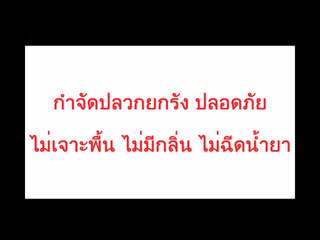 กำจัดปลวกยกรัง ปลอดภัย
ไม่เจาะพื้น ไม่มีกลิ่น ไม่ฉีดน้ำยา